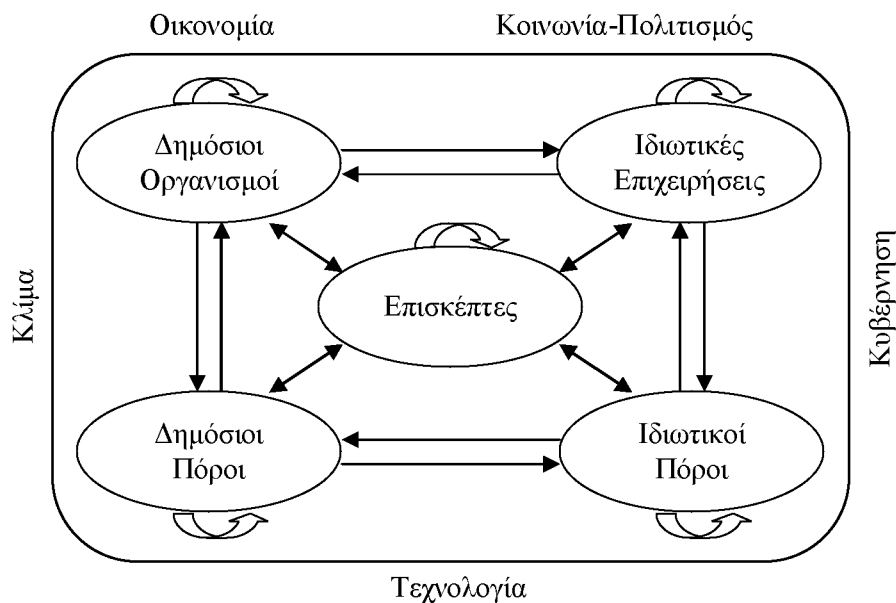 Οικονομία
Κοινωνία-Πολιτισμός
Δημόσιοι
Οργανισμοί
Ιδιωτικές
Επιχειρήσεις
Κλίμα
Επισκέπτες
Κυβέρνηση
Δημόσιοι
Πόροι
Ιδιωτικοί
Πόροι
Τεχνολογία